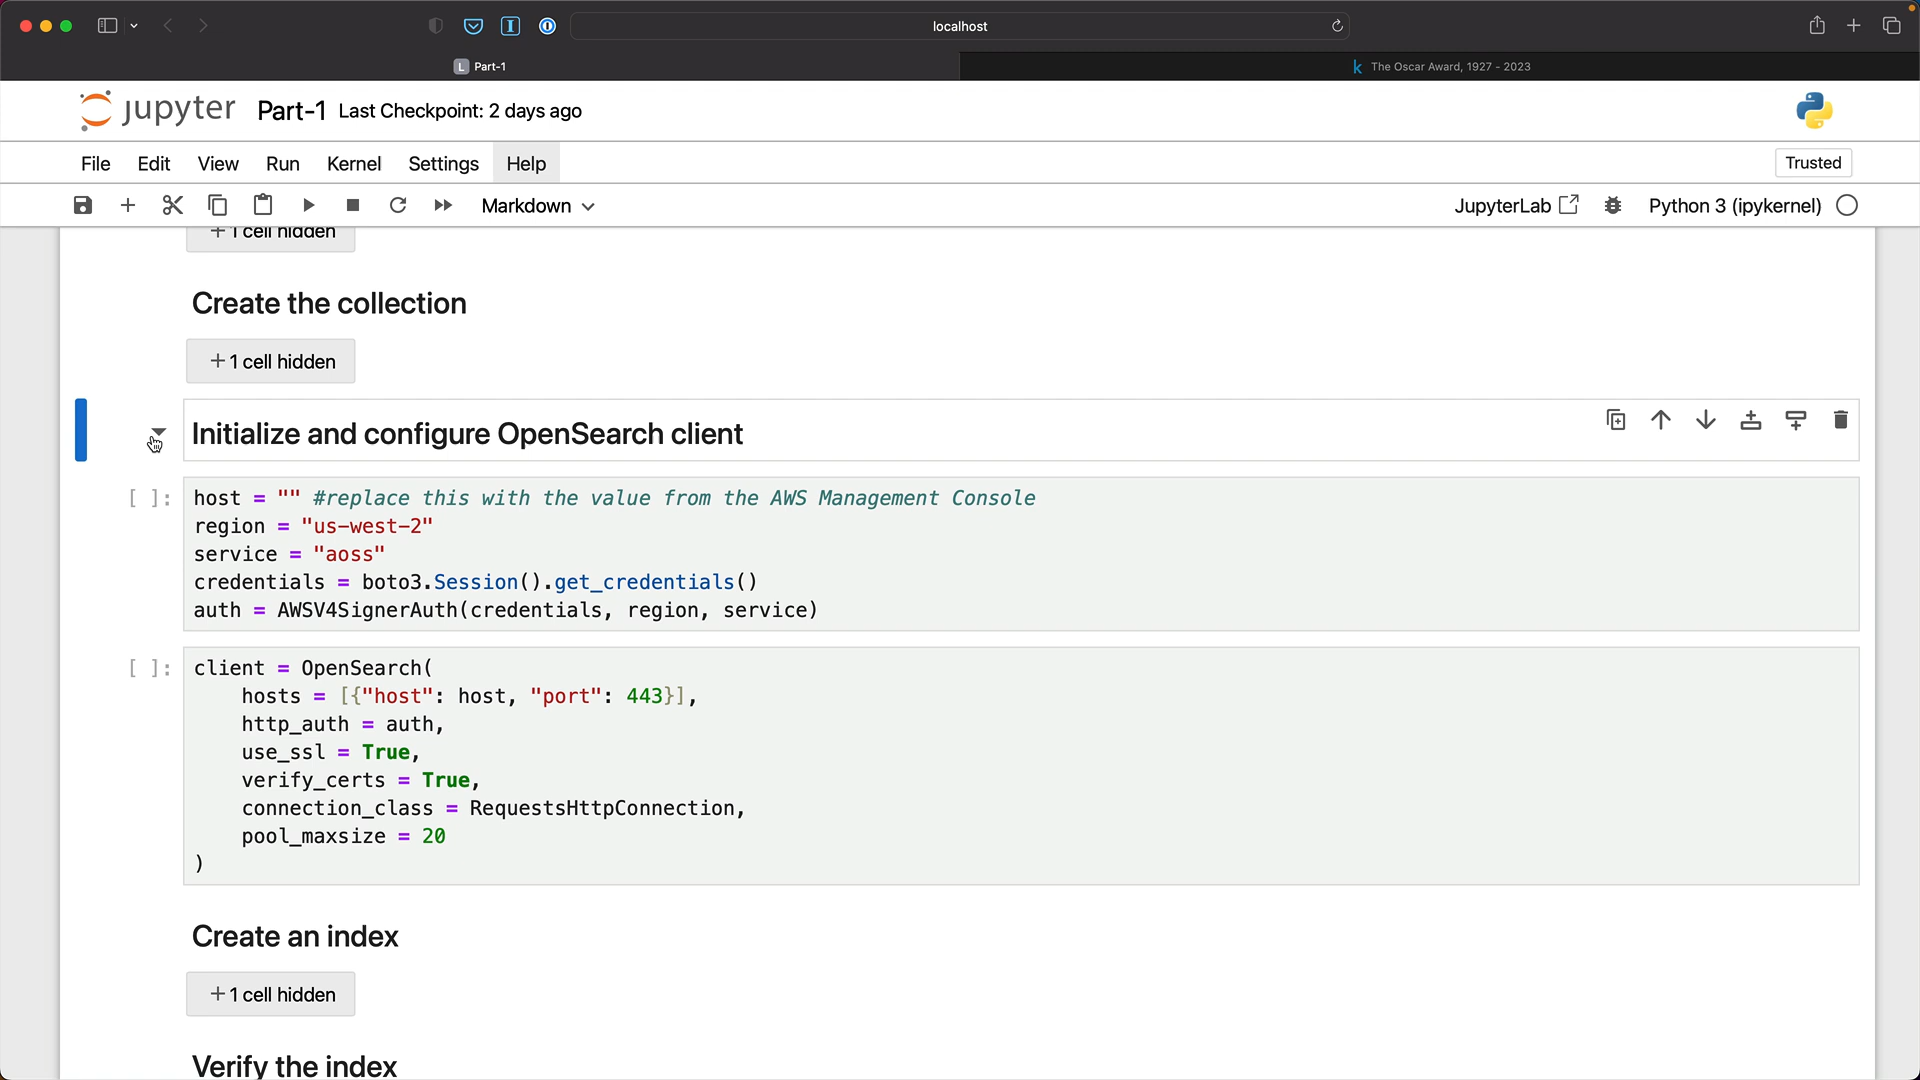 localhost
L Part-1
k The Oscar Award, 1927 - 2023
jupyter Part-1 Last Checkpoint: 2 days ago
File Edit View Run Kernel Settings Help Trusted
Markdown JupyterLab Python 3 (ipykernel)
+ 1 cell hidden
Create the collection
+ 1 cell hidden
Initialize and configure OpenSearch client
[ ]: host = "" #replace this with the value from the AWS Management Console
region = "us-west-2"
service = "aoss"
credentials = boto3.Session().get_credentials()
auth = AWSV4SignerAuth(credentials, region, service)
[ ]: client = OpenSearch(
    hosts = [{"host": host, "port": 443}],
    http_auth = auth,
    use_ssl = True,
    verify_certs = True,
    connection_class = RequestsHttpConnection,
    pool_maxsize = 20
)
Create an index
+ 1 cell hidden
Verify the index